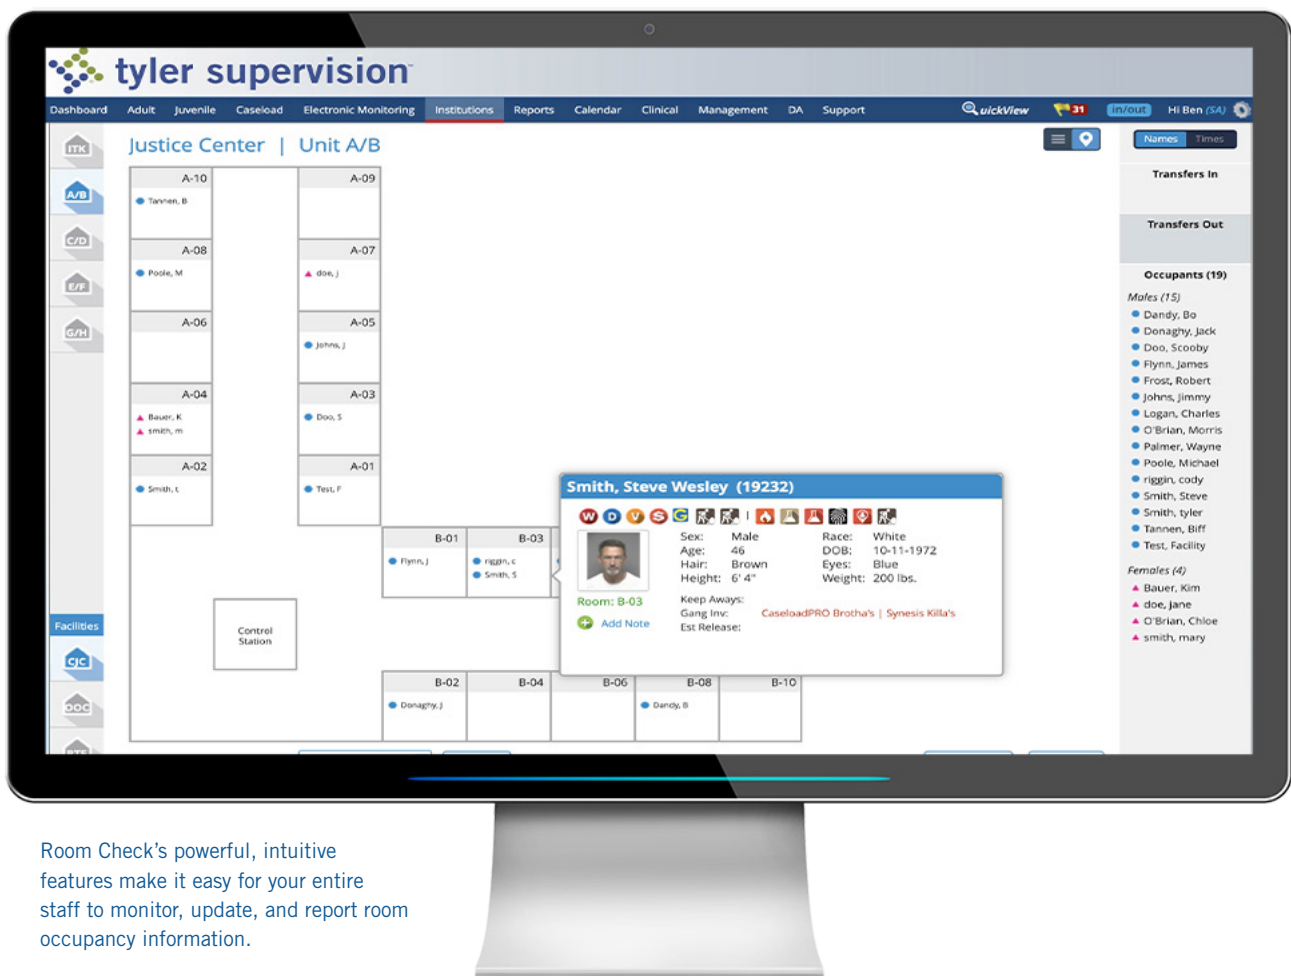 tyler supervision™
Dashboard Adult Juvenile Caseload Electronic Monitoring Institutions Reports Calendar Clinical Management DA Support QuickView 31 in/out Hi Ben (SA)
ITK
A/B
C/D
E/F
G/H
Facilities
CJC
DOC
Justice Center | Unit A/B
Names Times
A-10
Tannen, B
A-09
A-08
Poole, M
A-07
doe, j
A-06
A-05
Johns, J
A-04
Bauer, K
smith, m
A-03
Doo, S
A-02
Smith, t
A-01
Test, F
B-01
Flynn, J
B-03
riggin, c
Smith, S
Control
Station
B-02
Donaghy, J
B-04
B-06
B-08
Dandy, B
B-10
Smith, Steve Wesley (19232)
W D V S G
Sex: Male Race: White
Age: 46 DOB: 10-11-1972
Hair: Brown Eyes: Blue
Height: 6' 4" Weight: 200 lbs.
Room: B-03
Add Note
Keep Aways:
Gang Inv: CaseloadPRO Brotha's | Synesis Killa's
Est Release:
Transfers In
Transfers Out
Occupants (19)
Males (15)
Dandy, Bo
Donaghy, Jack
Doo, Scooby
Flynn, James
Frost, Robert
Johns, Jimmy
Logan, Charles
O'Brian, Morris
Palmer, Wayne
Poole, Michael
riggin, cody
Smith, Steve
Smith, tyler
Tannen, Biff
Test, Facility
Females (4)
Bauer, Kim
doe, jane
O'Brian, Chloe
smith, mary
Room Check's powerful, intuitive
features make it easy for your entire
staff to monitor, update, and report room
occupancy information.